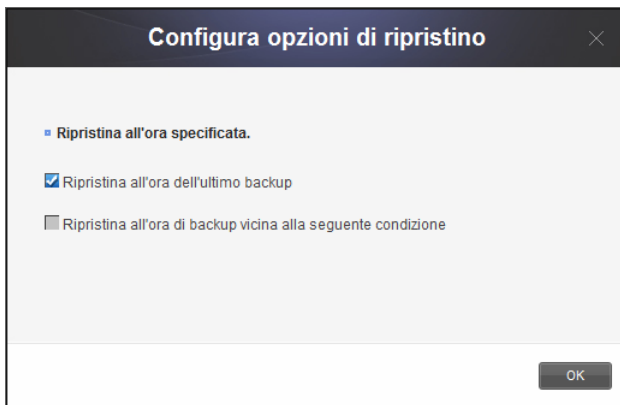 Configura opzioni di ripristino
Ripristina all'ora specificata.
Ripristina all'ora dell'ultimo backup
Ripristina all'ora di backup vicina alla seguente condizione
OK